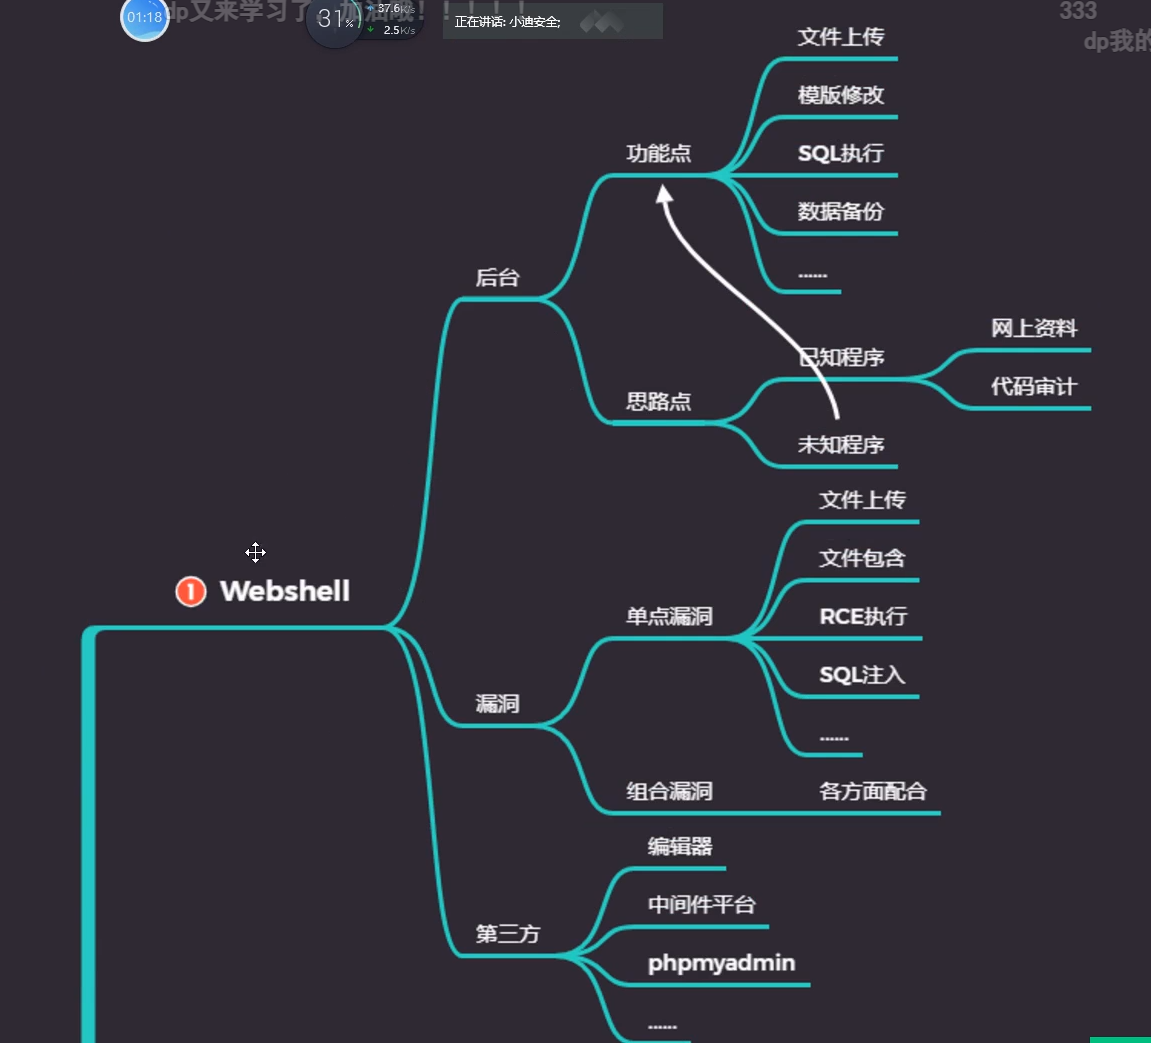 01:18
dp又来学习了，加油哦！！！！！
31%
37.6K/s
2.5K/s
正在讲话: 小迪安全;
333
dp我的
文件上传
模版修改
功能点
SQL执行
数据备份
......
后台
网上资料
已知程序
代码审计
思路点
未知程序
文件上传
文件包含
1 Webshell
单点漏洞
RCE执行
SQL注入
漏洞
......
组合漏洞
各方面配合
编辑器
中间件平台
第三方
phpmyadmin
......